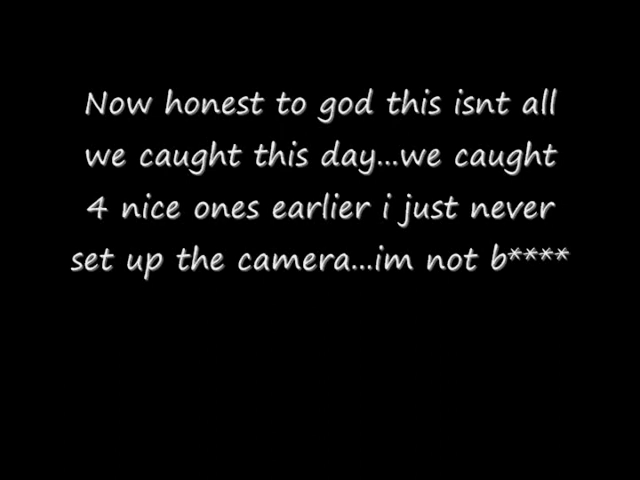 Now honest to god this isnt all
we caught this day...we caught
4 nice ones earlier i just never
set up the camera...im not b****